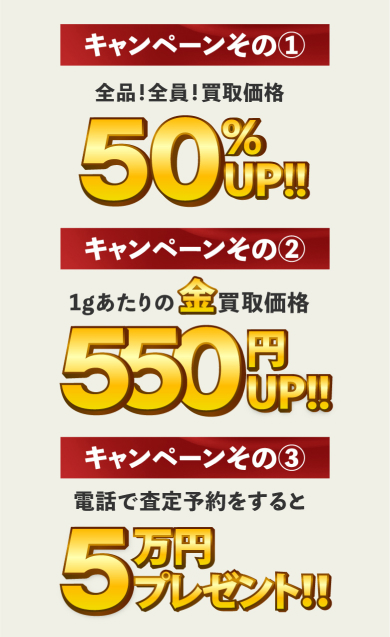 キャンペーンその①
全品！全員！買取価格
50%UP!!
キャンペーンその②
1gあたりの金買取価格
550円UP!!
キャンペーンその③
電話で査定予約をすると
5万円プレゼント!!